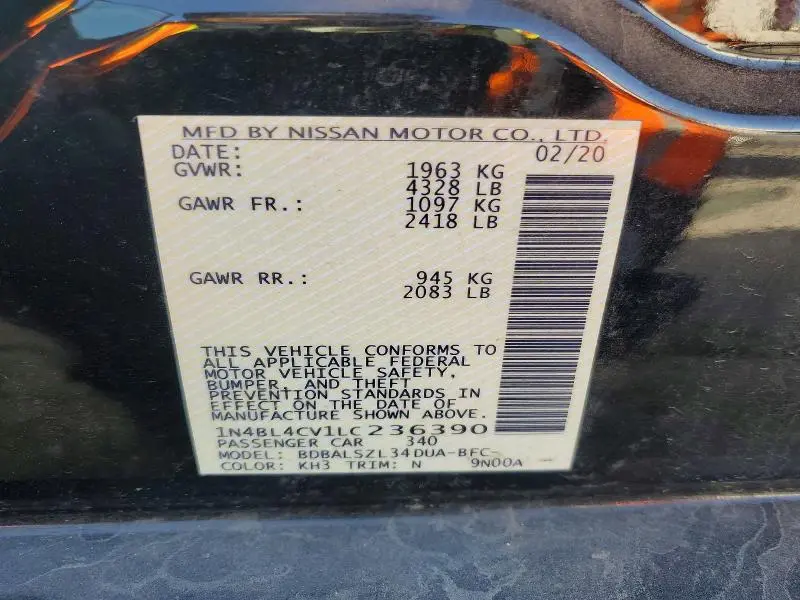 MFD BY NISSAN MOTOR CO., LTD.
DATE: 02/20
GVWR: 1963 KG
4328 LB
GAWR FR.: 1097 KG
2418 LB
GAWR RR.: 945 KG
2083 LB
THIS VEHICLE CONFORMS TO
ALL APPLICABLE FEDERAL
MOTOR VEHICLE SAFETY,
BUMPER, AND THEFT
PREVENTION STANDARDS IN
EFFECT ON THE DATE OF
MANUFACTURE SHOWN ABOVE.
1N4BL4CV1LC236390
PASSENGER CAR 340
MODEL: BDBALSZL34DUA-BFC-
COLOR: KH3 TRIM: N 9N00A